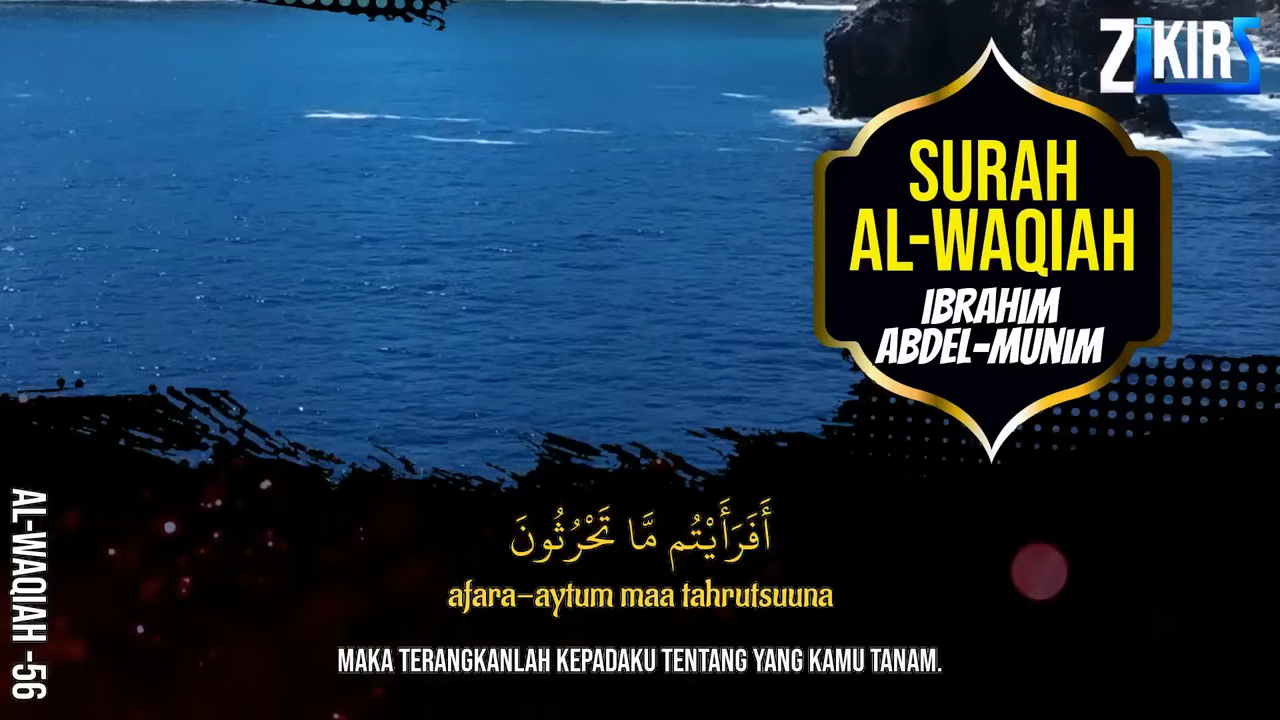 ZIKIRS
SURAH
AL-WAQIAH
IBRAHIM
ABDEL-MUNIM
أَفَرَأَيْتُم مَّا تَحْرُثُونَ
afara-aytum maa tahrutsuuna
MAKA TERANGKANLAH KEPADAKU TENTANG YANG KAMU TANAM.
AL-WAQIAH -56